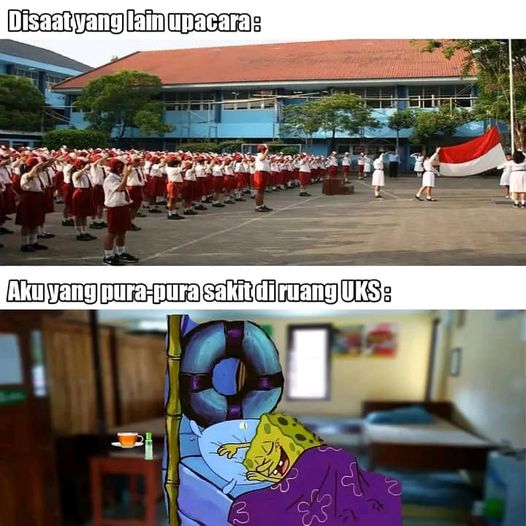 Disaat yang lain upacara :
Aku yang pura-pura sakit di ruang UKS :